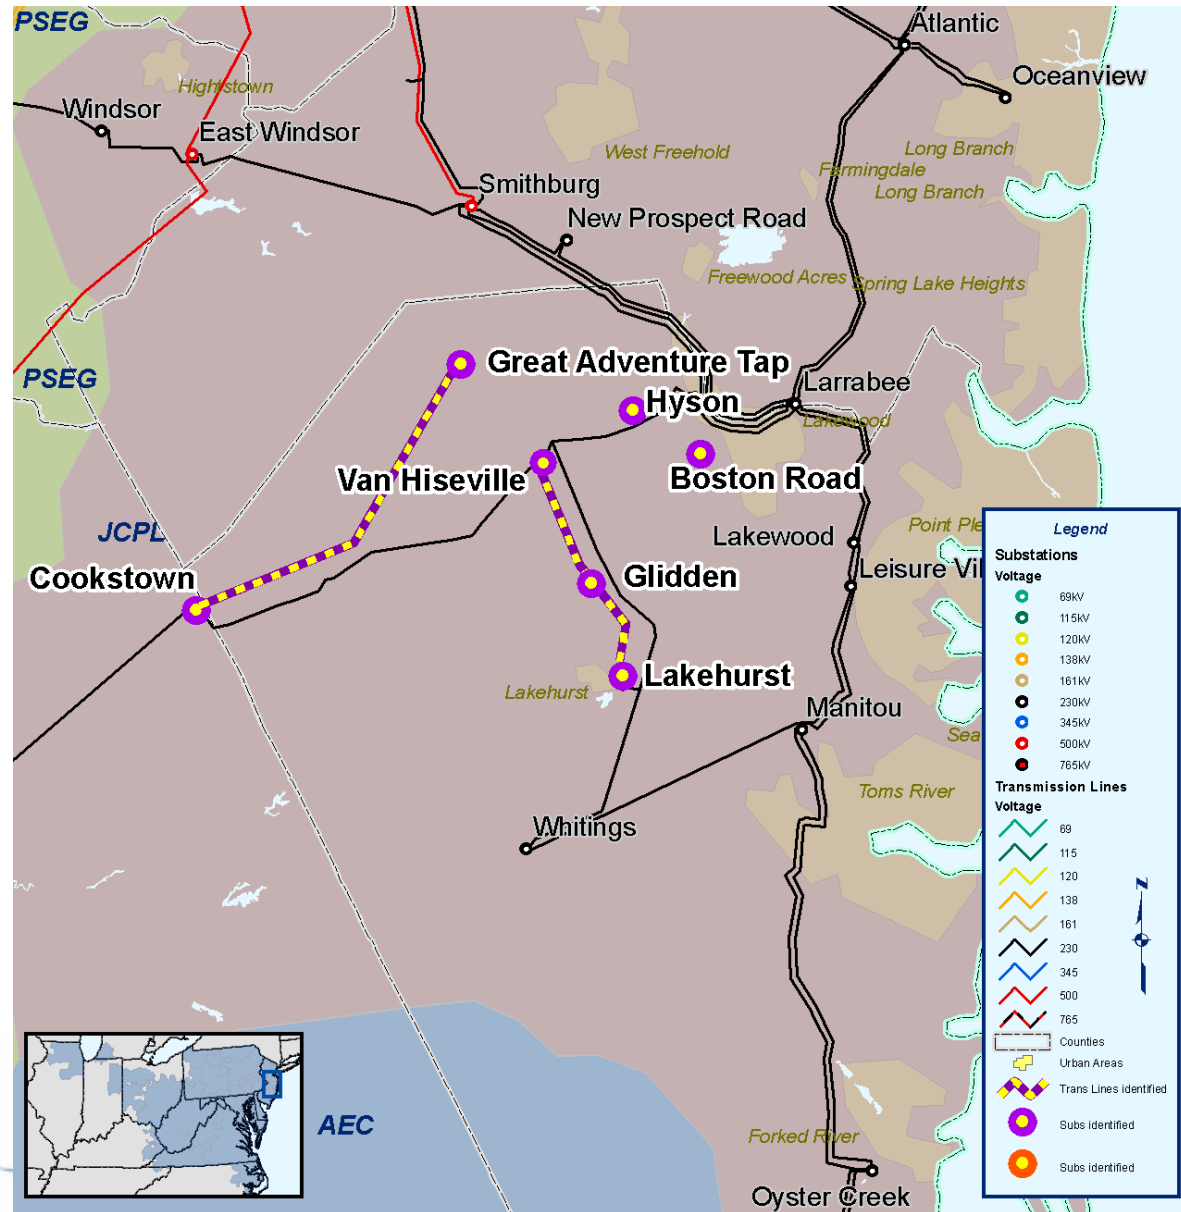 PSEG
Atlantic
Oceanview
Hightstown
Windsor
East Windsor
West Freehold
Long Branch
Farmingdale
Long Branch
Smithburg
New Prospect Road
Freewood Acres
Spring Lake Heights
PSEG
Great Adventure Tap
Larrabee
Hyson
Lakewood
Van Hiseville
Boston Road
JCPL
Lakewood
Point Ple
Cookstown
Glidden
Leisure Vil
Lakehurst
Lakehurst
Manitou
Sea
Toms River
Whitings
AEC
Forked River
Oyster Creek
Legend
Substations
Voltage
69kV
115kV
120kV
138kV
161kV
230kV
345kV
500kV
765kV
Transmission Lines
Voltage
69
115
120
138
161
230
345
500
765
Counties
Urban Areas
Trans Lines identified
Subs identified
Subs identified
N